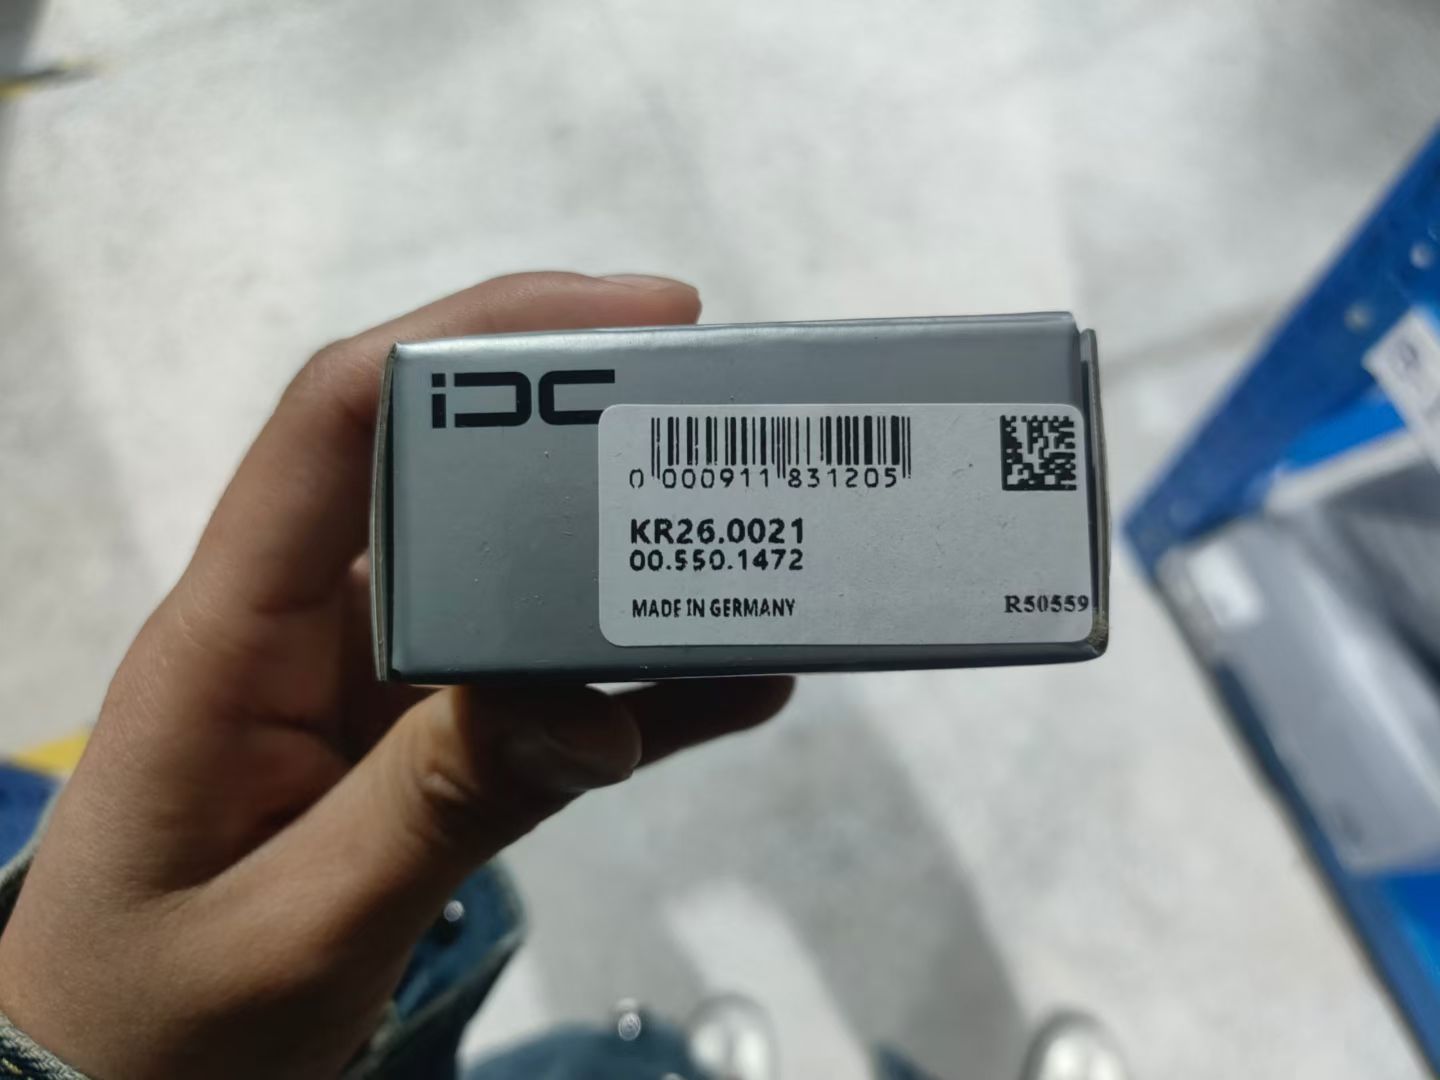 iDC
0 000911 831205
KR26.0021
00.550.1472
MADE IN GERMANY
R50559